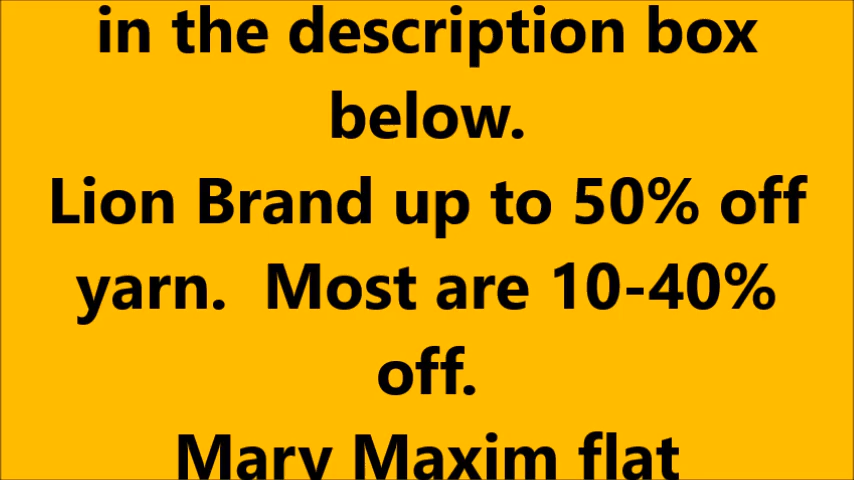 in the description box
below.
Lion Brand up to 50% off
yarn.  Most are 10-40%
off.
Mary Maxim flat